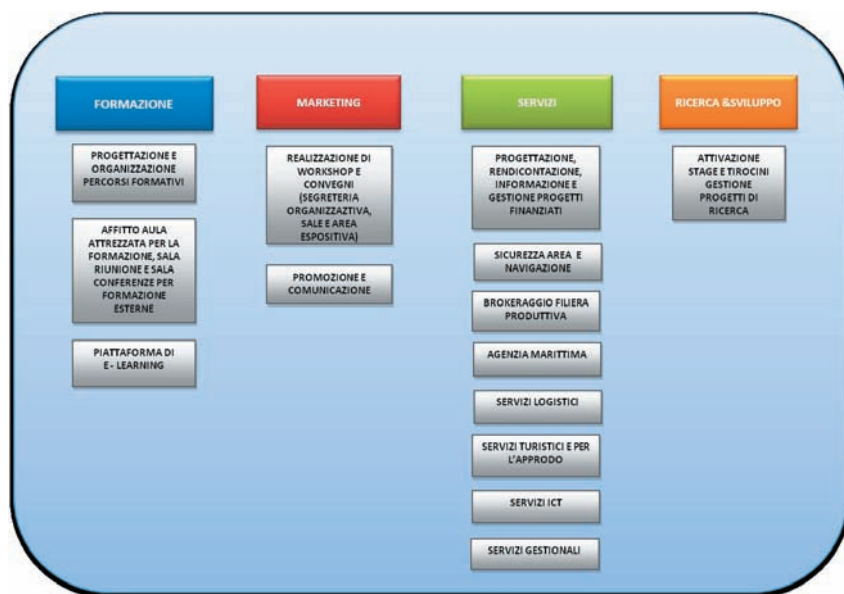 FORMAZIONE
PROGETTAZIONE E
ORGANIZZAZIONE
PERCORSI FORMATIVI
AFFITTO AULA
ATTREZZATA PER LA
FORMAZIONE, SALA
RIUNIONE E SALA
CONFERENZE PER
FORMAZIONE
ESTERNE
PIATTAFORMA DI
E - LEARNING
MARKETING
REALIZZAZIONE DI
WORKSHOP E
CONVEGNI
(SEGRETERIA
ORGANIZZAZTIVA,
SALE E AREA
ESPOSITIVA)
PROMOZIONE E
COMUNICAZIONE
SERVIZI
PROGETTAZIONE,
RENDICONTAZIONE,
INFORMAZIONE E
GESTIONE PROGETTI
FINANZIATI
SICUREZZA AREA E
NAVIGAZIONE
BROKERAGGIO FILIERA
PRODUTTIVA
AGENZIA MARITTIMA
SERVIZI LOGISTICI
SERVIZI TURISTICI E PER
L'APPRODO
SERVIZI ICT
SERVIZI GESTIONALI
RICERCA &SVILUPPO
ATTIVAZIONE
STAGE E TIROCINI
GESTIONE
PROGETTI DI
RICERCA